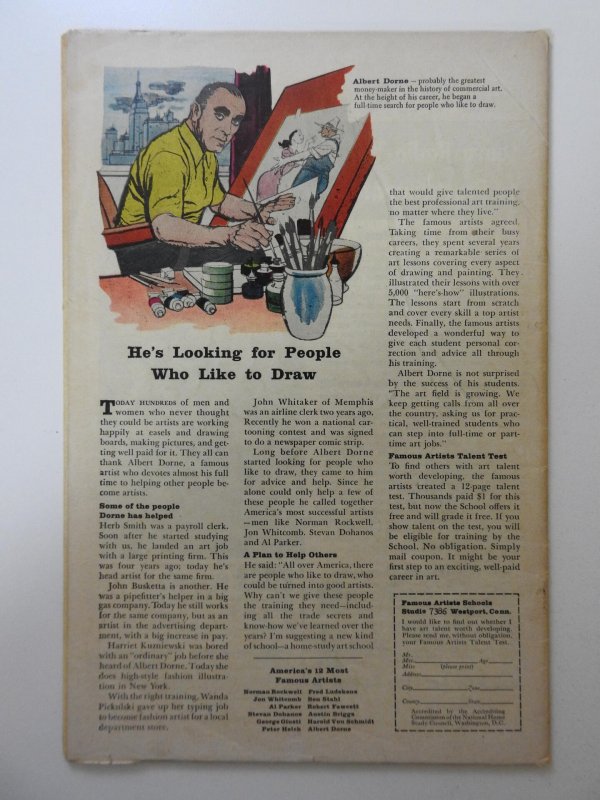 Albert Dorne — probably the greatest
money-maker in the history of commercial art.
At the height of his career, he began a
full-time search for people who like to draw.
He's Looking for People
Who Like to Draw
TODAY HUNDREDS of men and
women who never thought
they could be artists are working
happily at easels and drawing
boards, making pictures, and get-
ting well paid for it. They all can
thank Albert Dorne, a famous
artist who devotes almost his full
time to helping other people be-
come artists.
Some of the people
Dorne has helped
Herb Smith was a payroll clerk.
Soon after he started studying
with us, he landed an art job
with a large printing firm. This
was four years ago; today he's
head artist for the same firm.
John Busketta is another. He
was a pipefitter's helper in a big
gas company. Today he still works
for the same company, but as an
artist in the advertising depart-
ment, with a big increase in pay.
Harriet Kuzniewski was bored
with an "ordinary" job before she
heard of Albert Dorne. Today she
does high-style fashion illustra-
tion in New York.
With the right training, Wanda
Pickulski gave up her typing job
to become fashion artist for a local
department store.
John Whitaker of Memphis
was an airline clerk two years ago.
Recently he won a national car-
tooning contest and was signed
to do a newspaper comic strip.
Long before Albert Dorne
started looking for people who
like to draw, they came to him
for advice and help. Since he
alone could only help a few of
these people he called together
America's most successful artists
—men like Norman Rockwell,
Jon Whitcomb, Stevan Dohanos
and Al Parker.
A Plan to Help Others
He said: "All over America, there
are people who like to draw, who
could be turned into good artists.
Why can't we give these people
the training they need—includ-
ing all the trade secrets and
know-how we've learned over the
years? I'm suggesting a new kind
of school—a home-study art school
America's 12 Most
Famous Artists
Norman Rockwell Fred Ludekens
Jon Whitcomb Ben Stahl
Al Parker Robert Fawcett
Stevan Dohanos Austin Briggs
George Giusti Harold Von Schmidt
Peter Helck Albert Dorne
that would give talented people
the best professional art training,
no matter where they live."
The famous artists agreed.
Taking time from their busy
careers, they spent several years
creating a remarkable series of
art lessons covering every aspect
of drawing and painting. They
illustrated their lessons with over
5,000 "here's-how" illustrations.
The lessons start from scratch
and cover every skill a top artist
needs. Finally, the famous artists
developed a wonderful way to
give each student personal cor-
rection and advice all through
his training.
Albert Dorne is not surprised
by the success of his students.
"The art field is growing. We
keep getting calls from all over
the country, asking us for prac-
tical, well-trained students who
can step into full-time or part-
time art jobs."
Famous Artists Talent Test
To find others with art talent
worth developing, the famous
artists created a 12-page talent
test. Thousands paid $1 for this
test, but now the School offers it
free and will grade it free. If you
show talent on the test, you will
be eligible for training by the
School. No obligation. Simply
mail coupon. It might be your
first step to an exciting, well-paid
career in art.
Famous Artists Schools
Studio 7386 Westport, Conn.
I would like to find out whether I
have art talent worth developing.
Please send me, without obligation,
your Famous Artists Talent Test.
Mr.
Mrs. Age
Miss (please print)
Address
City Zone
County State
Accredited by the Accrediting
Commission of the National Home
Study Council, Washington, D.C.